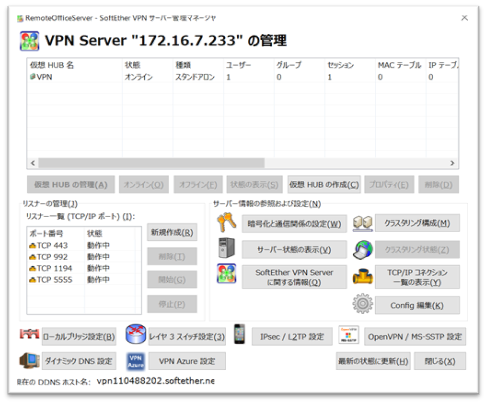 RemoteOfficeServer - SoftEther VPN サーバー管理マネージャ
VPN Server "172.16.7.233" の管理
仮想 HUB 名 状態 種類 ユーザー グループ セッション MAC テーブル IP テーブ.
VPN オンライン スタンドアロン 1 0 1 0 0
仮想 HUB の管理(A) オンライン(O) オフライン(F) 状態の表示(S) 仮想 HUB の作成(C) プロパティ(E) 削除(D)
リスナーの管理(J) サーバー情報の参照および設定(N)
リスナー一覧 (TCP/IP ポート) (I):
ポート番号 状態
TCP 443 動作中
TCP 992 動作中
TCP 1194 動作中
TCP 5555 動作中
新規作成(R)
削除(T)
開始(G)
停止(P)
暗号化と通信関係の設定(W) クラスタリング構成(M)
サーバー状態の表示(V) クラスタリング状態(Z)
SoftEther VPN Server
に関する情報(Q)
TCP/IP コネクション
一覧の表示(Y)
Config 編集(K)
ローカルブリッジ設定(B) レイヤ 3 スイッチ設定(3) IPsec / L2TP 設定 OpenVPN / MS-SSTP 設定
ダイナミック DNS 設定 VPN Azure VPN Azure 設定 最新の状態に更新(H) 閉じる(X)
現在の DDNS ホスト名: vpn110488202.softether.ne